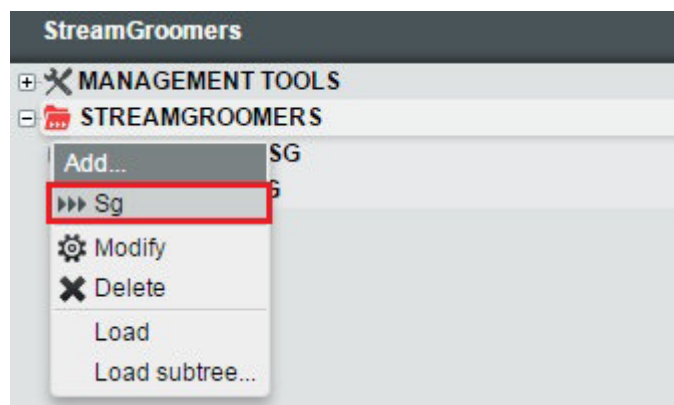 StreamGroomers
MANAGEMENT TOOLS
STREAMGROOMERS
SG
Add...
Sg
Modify
Delete
Load
Load subtree...